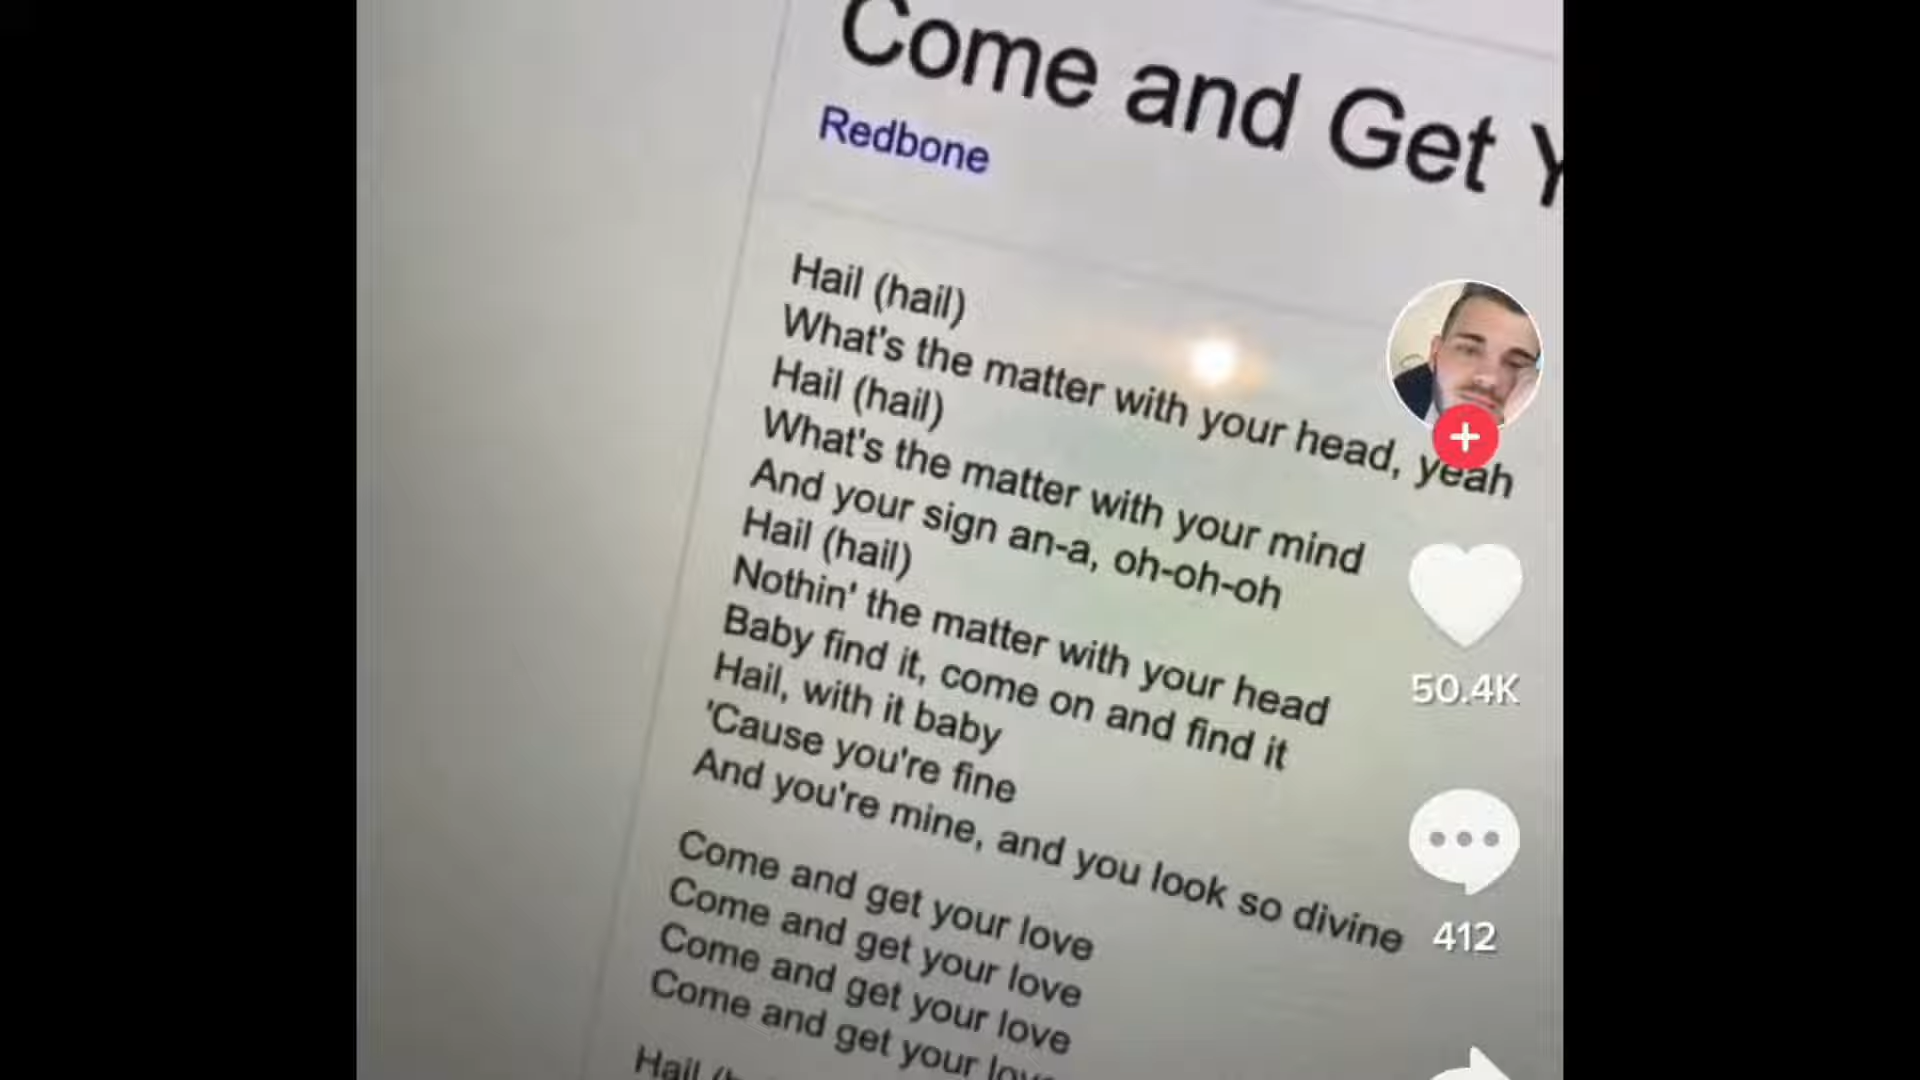 Come and Get
Redbone
Hail (hail)
What's the matter with your head, yeah
Hail (hail)
What's the matter with your mind
And your sign an-a, oh-oh-oh
Hail (hail)
Nothin' the matter with your head
Baby find it, come on and find it
Hail, with it baby
'Cause you're fine
And you're mine, and you look so divine
Come and get your love
Come and get your love
Come and get your love
Come and get your
Hail
50.4K
412